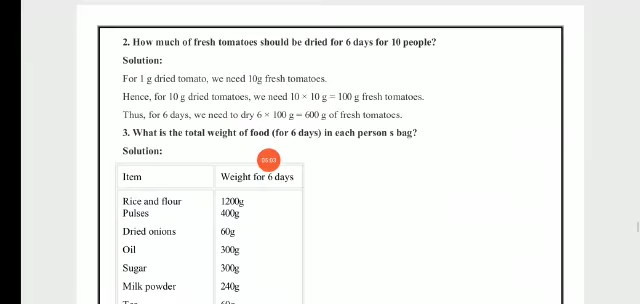 2. How much of fresh tomatoes should be dried for 6 days for 10 people?
Solution:
For 1 g dried tomato, we need 10g fresh tomatoes.
Hence, for 10 g dried tomatoes, we need 10 × 10 g = 100 g fresh tomatoes.
Thus, for 6 days, we need to dry 6 × 100 g = 600 g of fresh tomatoes.
3. What is the total weight of food (for 6 days) in each person s bag?
Solution:
05:00
Item Weight for 6 days
Rice and flour 1200g
Pulses 400g
Dried onions 60g
Oil 300g
Sugar 300g
Milk powder 240g